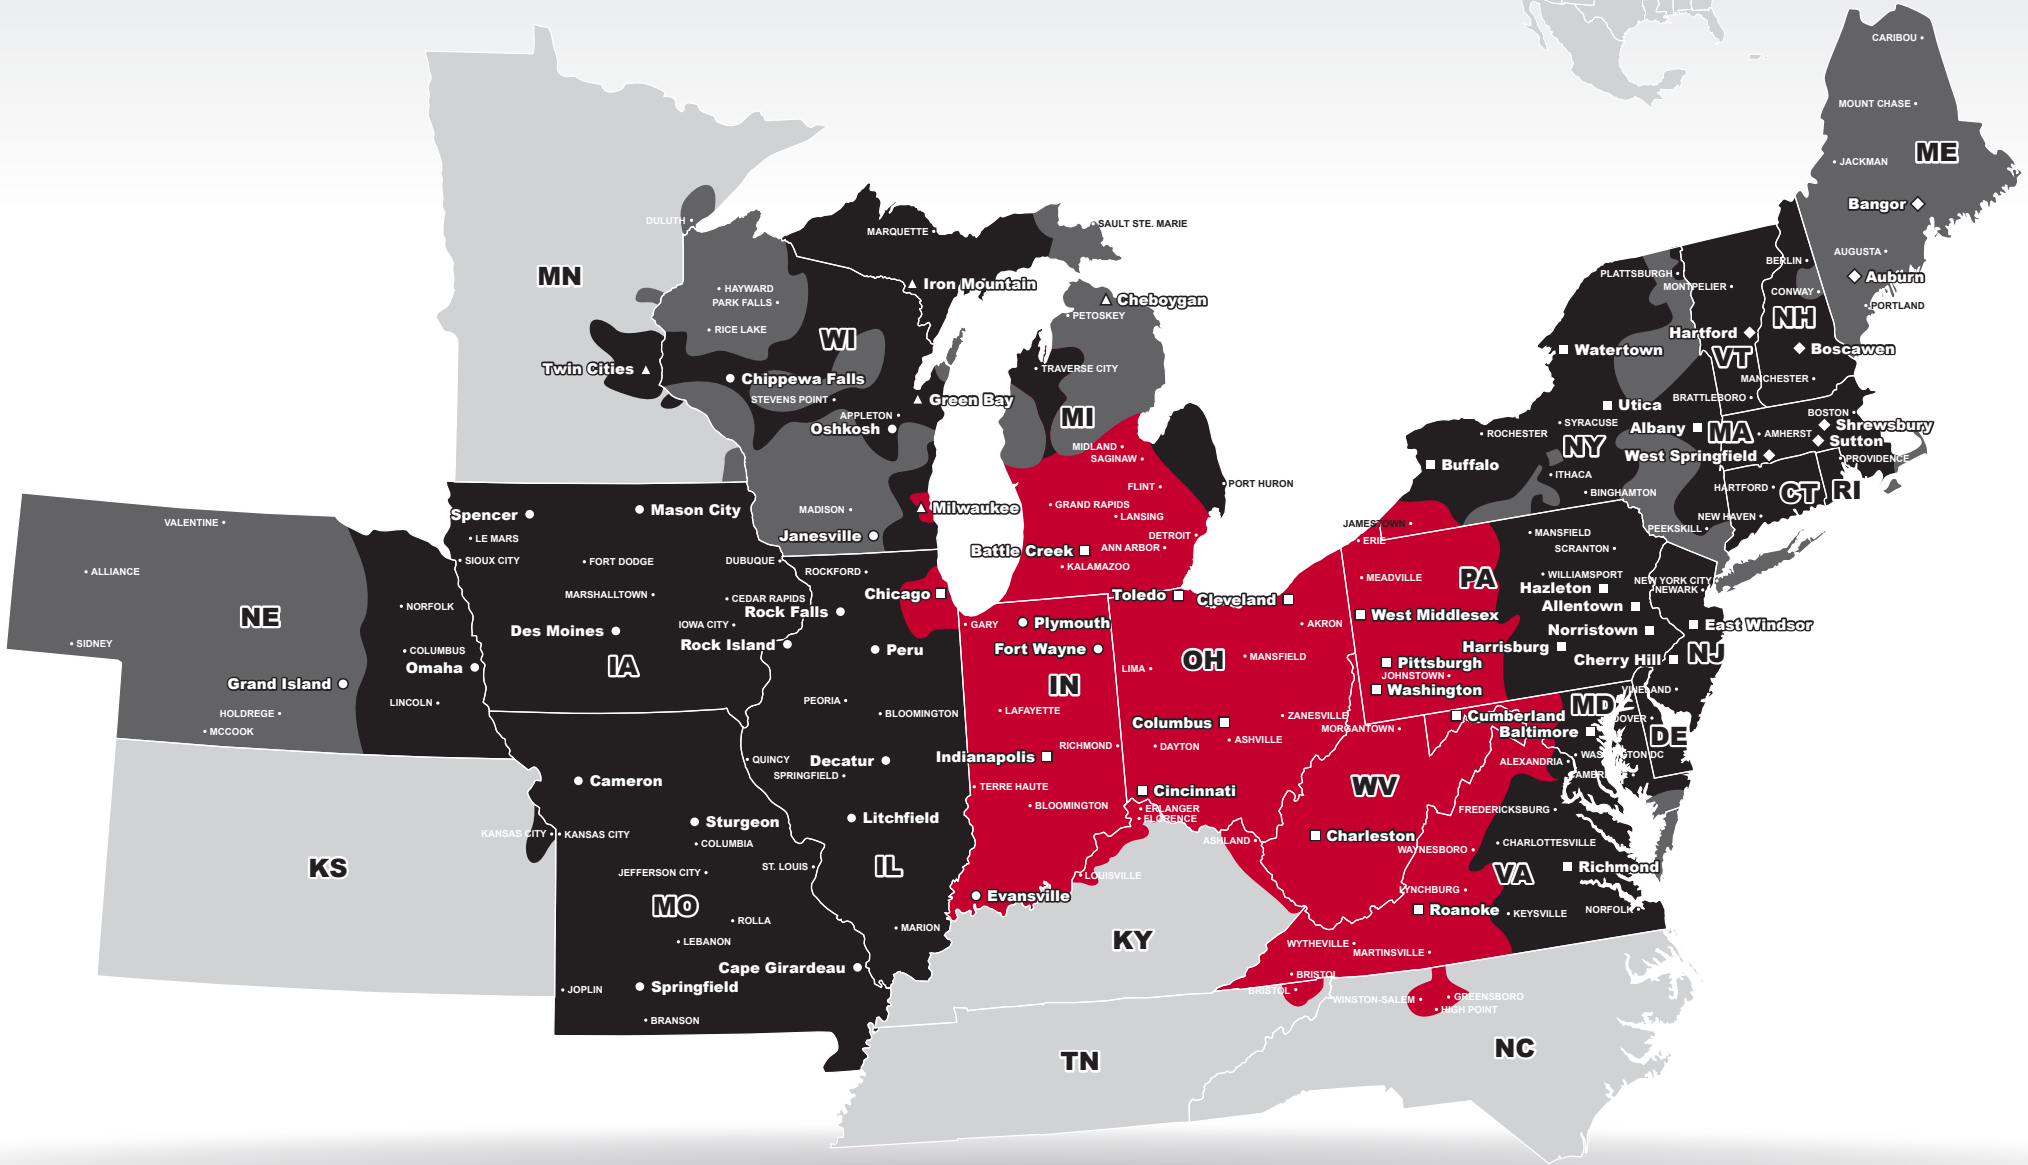 CARIBOU
MOUNT CHASE
ME
JACKMAN
Bangor
AUGUSTA
Auburn
PORTLAND
DULUTH
MARQUETTE
SAULT STE. MARIE
MN
HAYWARD
PARK FALLS
RICE LAKE
Iron Mountain
Cheboygan
PETOSKEY
WI
Twin Cities
Chippewa Falls
STEVENS POINT
Green Bay
APPLETON
Oshkosh
TRAVERSE CITY
MI
MIDLAND
SAGINAW
FLINT
PORT HURON
GRAND RAPIDS
LANSING
DETROIT
ANN ARBOR
Battle Creek
KALAMAZOO
MADISON
Milwaukee
Janesville
PLATTSBURGH
MONTPELIER
BERLIN
CONWAY
NH
Hartford
VT
Boscawen
Watertown
MANCHESTER
BRATTLEBORO
Utica
BOSTON
SYRACUSE
Albany
MA
AMHERST
Shrewsbury
Sutton
ROCHESTER
NY
West Springfield
PROVIDENCE
Buffalo
ITHACA
BINGHAMTON
HARTFORD
CT
RI
NEW HAVEN
PEEKSKILL
JAMESTOWN
ERIE
MANSFIELD
SCRANTON
MEADVILLE
PA
WILLIAMSPORT
NEW YORK CITY
NEWARK
Hazleton
Allentown
West Middlesex
East Windsor
Norristown
Harrisburg
Cherry Hill
NJ
Pittsburgh
JOHNSTOWN
Washington
VINELAND
VALENTINE
ALLIANCE
NE
SIDNEY
NORFOLK
COLUMBUS
Omaha
Grand Island
LINCOLN
HOLDREGE
MCCOOK
Spencer
Mason City
LE MARS
SIOUX CITY
FORT DODGE
DUBUQUE
MARSHALLTOWN
CEDAR RAPIDS
IOWA CITY
Des Moines
IA
ROCKFORD
Chicago
Rock Falls
Rock Island
Peru
PEORIA
BLOOMINGTON
QUINCY
Decatur
SPRINGFIELD
Litchfield
IL
MARION
GARY
Plymouth
Fort Wayne
IN
LAFAYETTE
RICHMOND
Indianapolis
TERRE HAUTE
BLOOMINGTON
Evansville
Toledo
Cleveland
AKRON
LIMA
OH
MANSFIELD
Columbus
ZANESVILLE
DAYTON
ASHVILLE
Cincinnati
ERLANGER
FLORENCE
ASHLAND
LOUISVILLE
KY
MORGANTOWN
Cumberland
MD
Baltimore
DOVER
DE
WASHINGTON DC
ALEXANDRIA
WV
FREDERICKSBURG
Charleston
WAYNESBORO
CHARLOTTESVILLE
VA
Richmond
LYNCHBURG
Roanoke
KEYSVILLE
NORFOLK
WYTHEVILLE
MARTINSVILLE
BRISTOL
BRISTOL
WINSTON-SALEM
GREENSBORO
HIGH POINT
TN
NC
KS
Cameron
KANSAS CITY
KANSAS CITY
Sturgeon
COLUMBIA
ST. LOUIS
JEFFERSON CITY
MO
ROLLA
LEBANON
Cape Girardeau
Springfield
JOPLIN
BRANSON